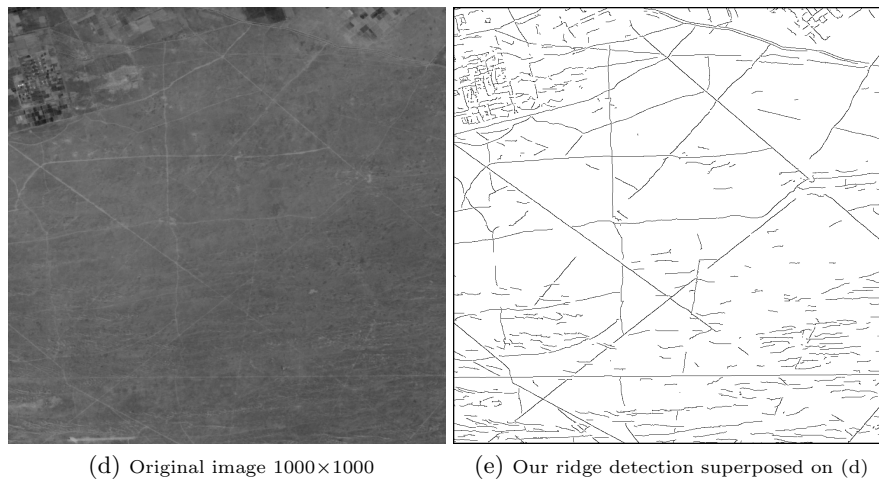 (d) Original image 1000×1000
(e) Our ridge detection superposed on (d)